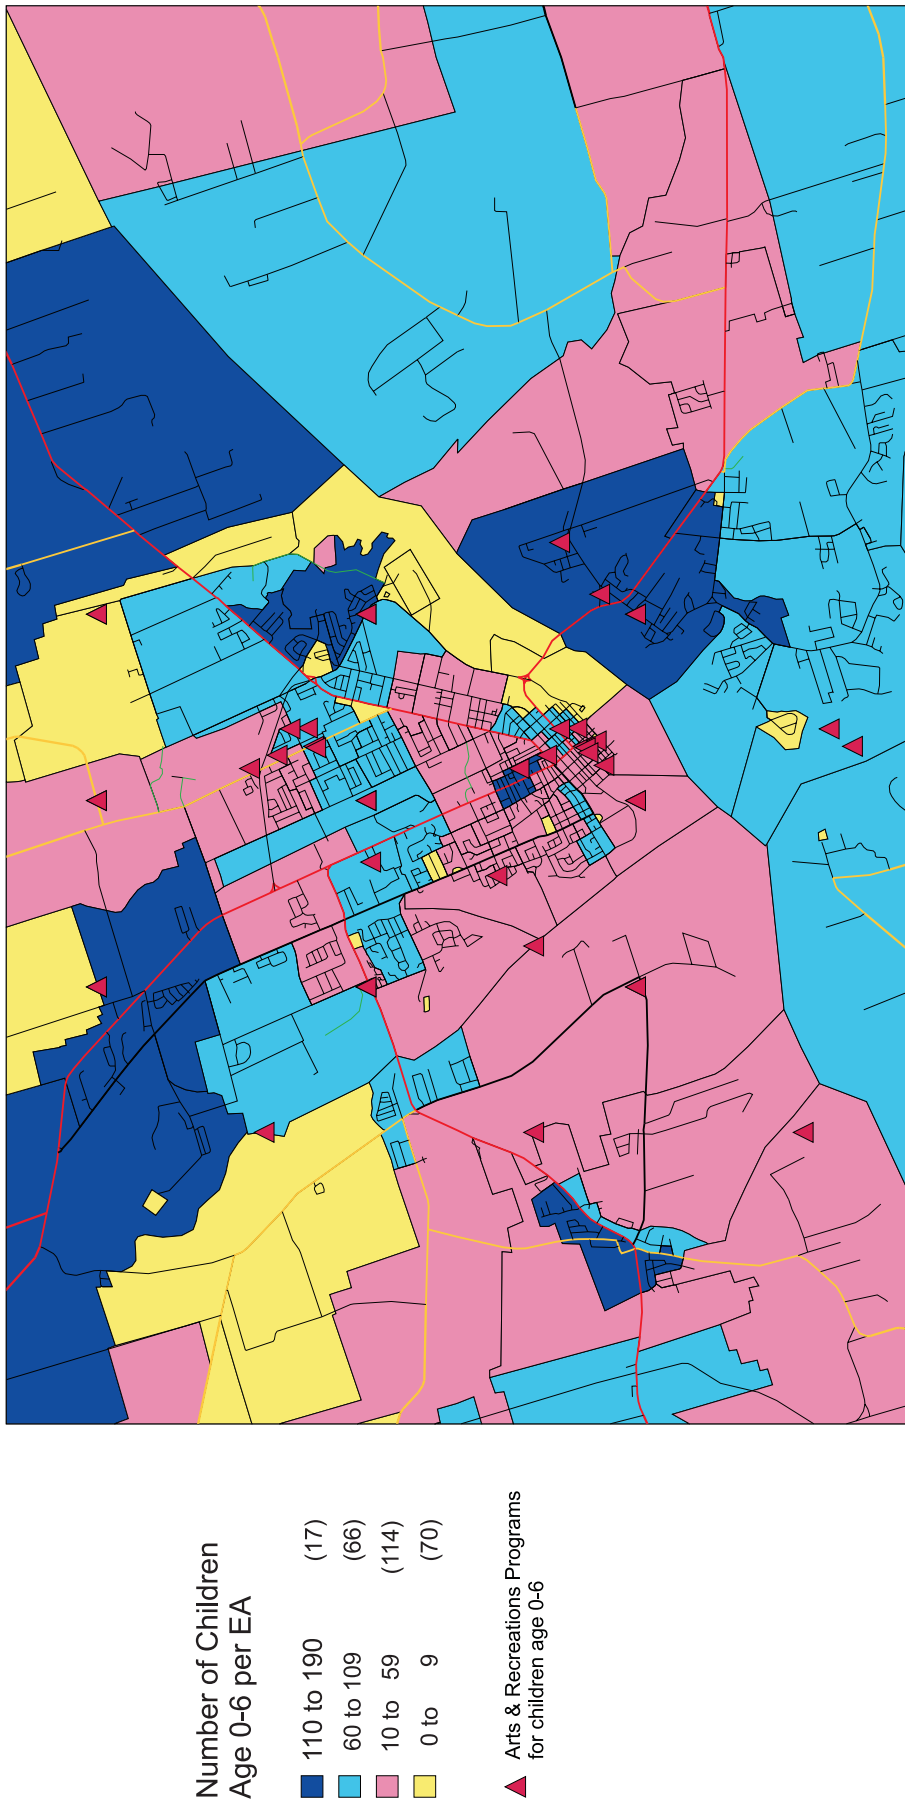 Number of Children
Age 0-6 per EA
110 to 190 (17)
60 to 109 (66)
10 to 59 (114)
0 to 9 (70)
Arts & Recreations Programs
for children age 0-6